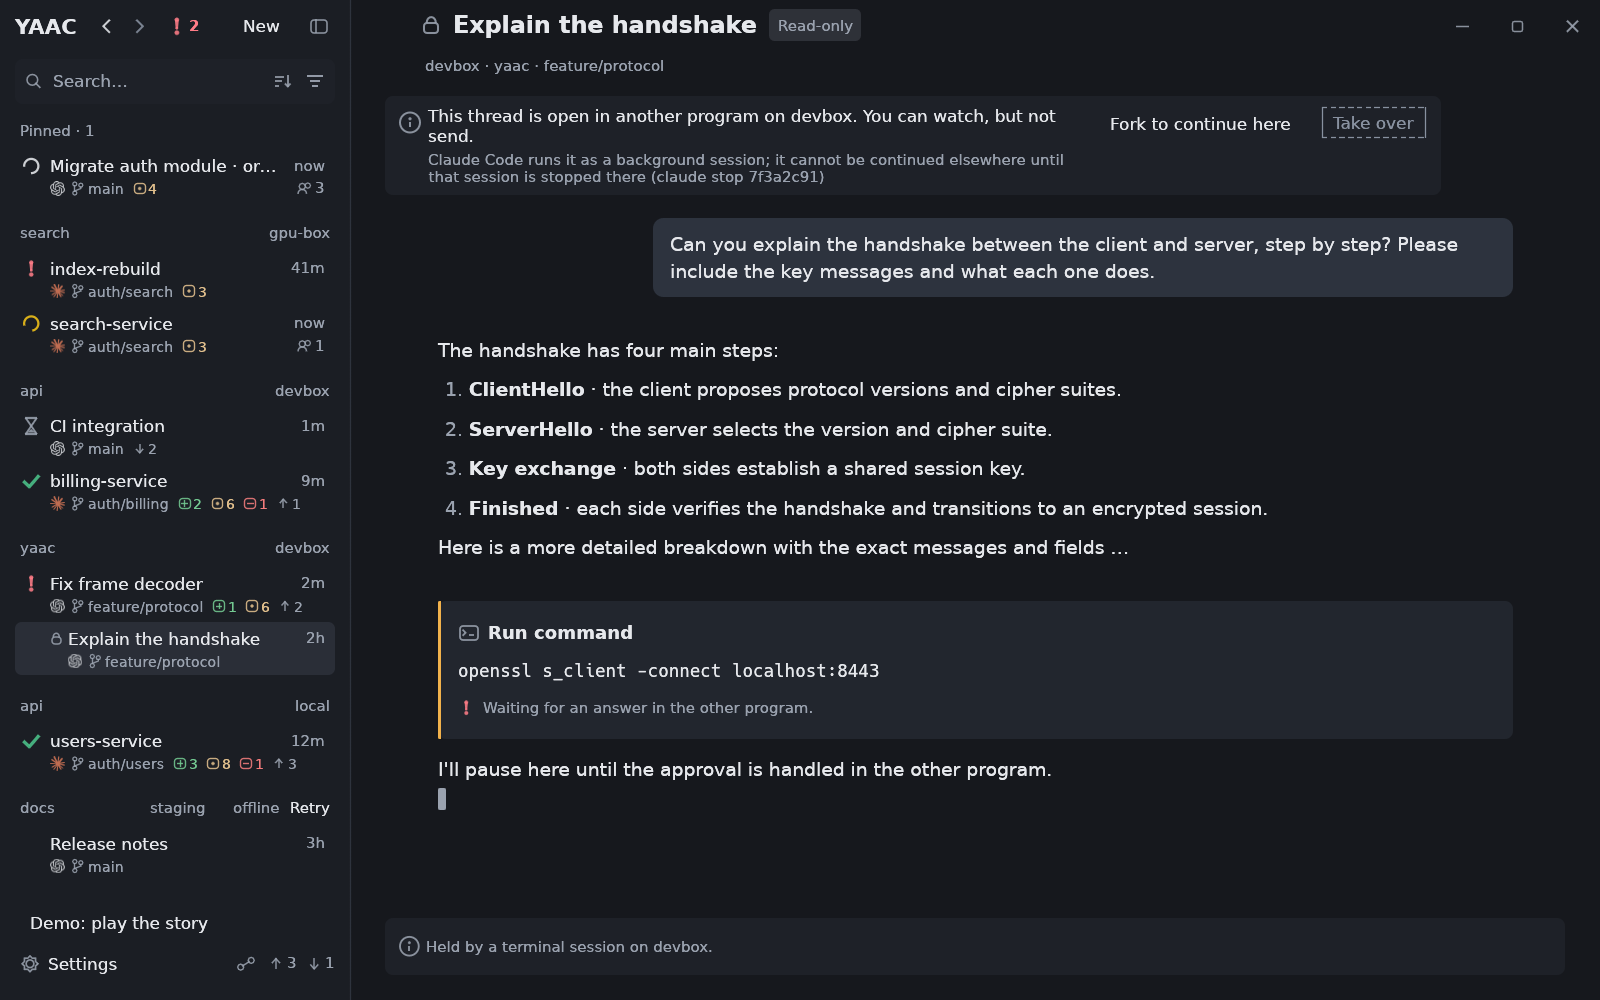 YAAC 2 New
Search...
Pinned · 1
Migrate auth module · or... now
main 4 3
search gpu-box
index-rebuild 41m
auth/search 3
search-service now
auth/search 3 1
api devbox
CI integration 1m
main ↓2
billing-service 9m
auth/billing 2 6 1 ↑1
yaac devbox
Fix frame decoder 2m
feature/protocol 1 6 ↑2
Explain the handshake 2h
feature/protocol
api local
users-service 12m
auth/users 3 8 1 ↑3
docs staging offline Retry
Release notes 3h
main
Demo: play the story
Settings ↑3 ↓1
Explain the handshake Read-only
devbox · yaac · feature/protocol
This thread is open in another program on devbox. You can watch, but not
send.
Claude Code runs it as a background session; it cannot be continued elsewhere until
that session is stopped there (claude stop 7f3a2c91)
Fork to continue here Take over
Can you explain the handshake between the client and server, step by step? Please
include the key messages and what each one does.
The handshake has four main steps:
1. ClientHello · the client proposes protocol versions and cipher suites.
2. ServerHello · the server selects the version and cipher suite.
3. Key exchange · both sides establish a shared session key.
4. Finished · each side verifies the handshake and transitions to an encrypted session.
Here is a more detailed breakdown with the exact messages and fields ...
Run command
openssl s_client -connect localhost:8443
Waiting for an answer in the other program.
I'll pause here until the approval is handled in the other program.
Held by a terminal session on devbox.